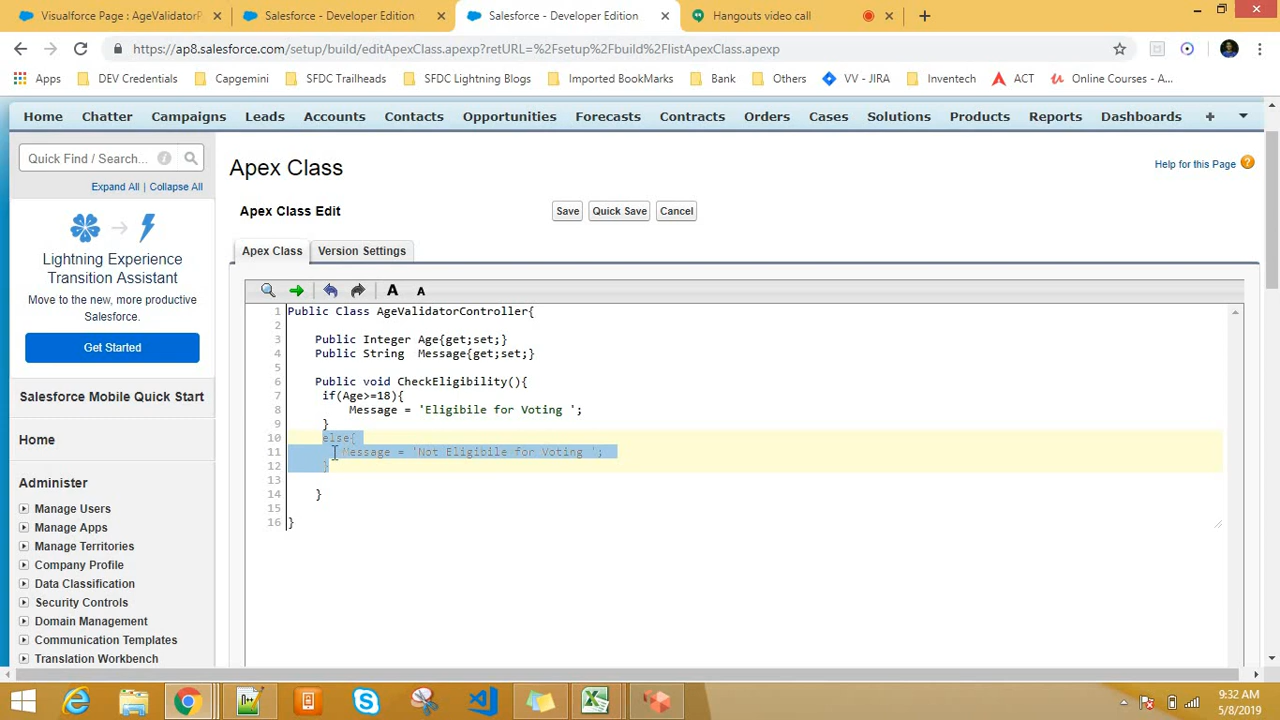 Visualforce Page : AgeValidatorP
Salesforce - Developer Edition
Salesforce - Developer Edition
Hangouts video call
https://ap8.salesforce.com/setup/build/editApexClass.apexp?retURL=%2Fsetup%2Fbuild%2FlistApexClass.apexp
Apps
DEV Credentials
Capgemini
SFDC Trailheads
SFDC Lightning Blogs
Imported BookMarks
Bank
Others
VV - JIRA
Inventech
ACT
Online Courses - A...
Home
Chatter
Campaigns
Leads
Accounts
Contacts
Opportunities
Forecasts
Contracts
Orders
Cases
Solutions
Products
Reports
Dashboards
+
Quick Find / Search...
Expand All | Collapse All
Lightning Experience
Transition Assistant
Move to the new, more productive
Salesforce.
Get Started
Salesforce Mobile Quick Start
Home
Administer
Manage Users
Manage Apps
Manage Territories
Company Profile
Data Classification
Security Controls
Domain Management
Communication Templates
Translation Workbench
Apex Class
Help for this Page
Apex Class Edit
Save
Quick Save
Cancel
Apex Class
Version Settings
A
A
1 Public Class AgeValidatorController{
2
3 Public Integer Age{get;set;}
4 Public String Message{get;set;}
5
6 Public void CheckEligibility(){
7 if(Age>=18){
8 Message = 'Eligibile for Voting ';
9 }
10 else{
11 Message = 'Not Eligibile for Voting ';
12 }
13
14 }
15
16 }
9:32 AM
5/8/2019